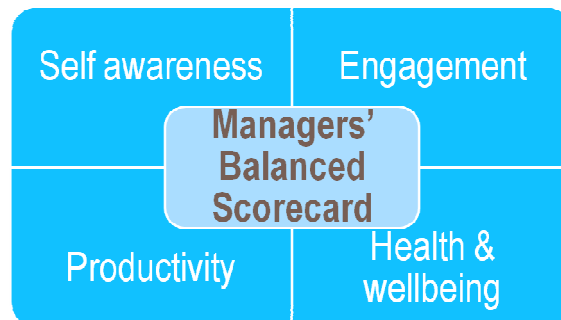 Self awareness
Engagement
Managers’
Balanced
Scorecard
Productivity
Health &
wellbeing